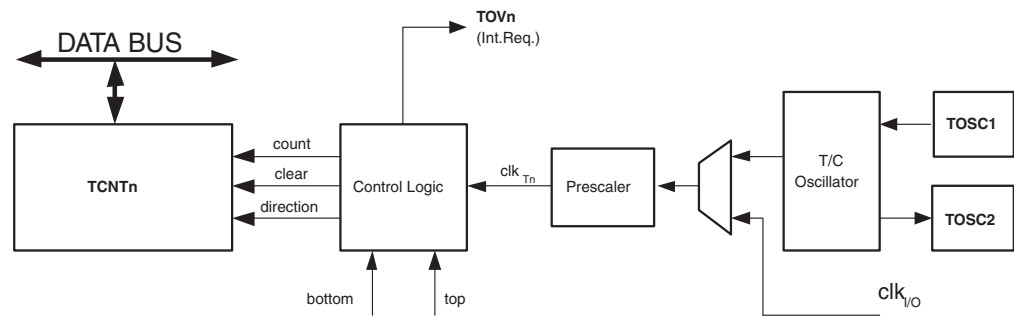 TOVn
(Int.Req.)
DATA BUS
TCNTn
count
clear
direction
Control Logic
clk Tn
Prescaler
T/C
Oscillator
TOSC1
TOSC2
bottom
top
clk I/O